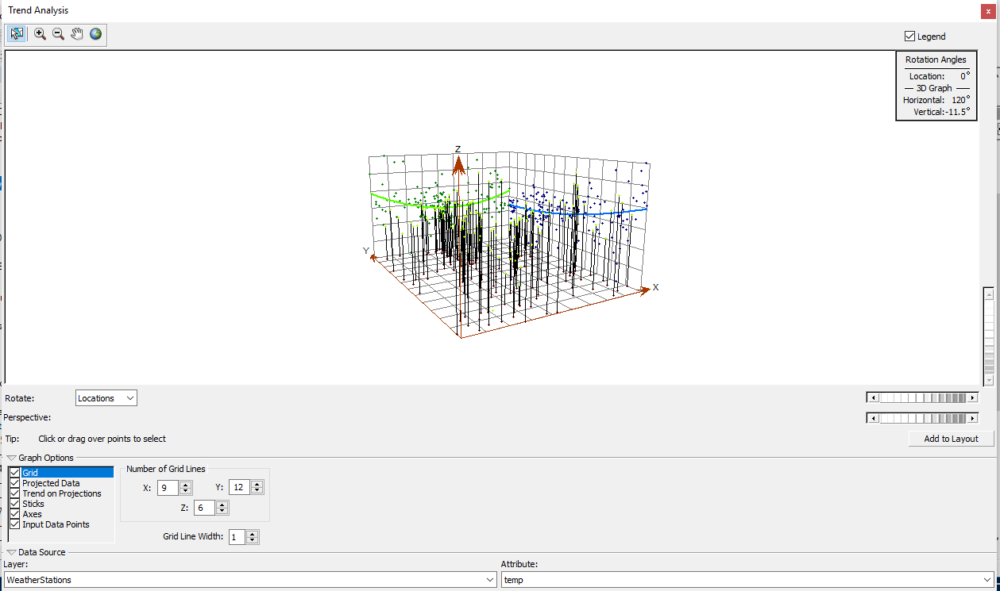 Trend Analysis
x
Legend
Rotation Angles
Location: 0°
3D Graph
Horizontal: 120°
Vertical:-11.5°
Z
Y
X
Rotate: Locations
Perspective:
Tip: Click or drag over points to select
Add to Layout
Graph Options
Grid
Projected Data
Trend on Projections
Sticks
Axes
Input Data Points
Number of Grid Lines
X: 9 Y: 12
Z: 6
Grid Line Width: 1
Data Source
Layer: Attribute:
WeatherStations temp